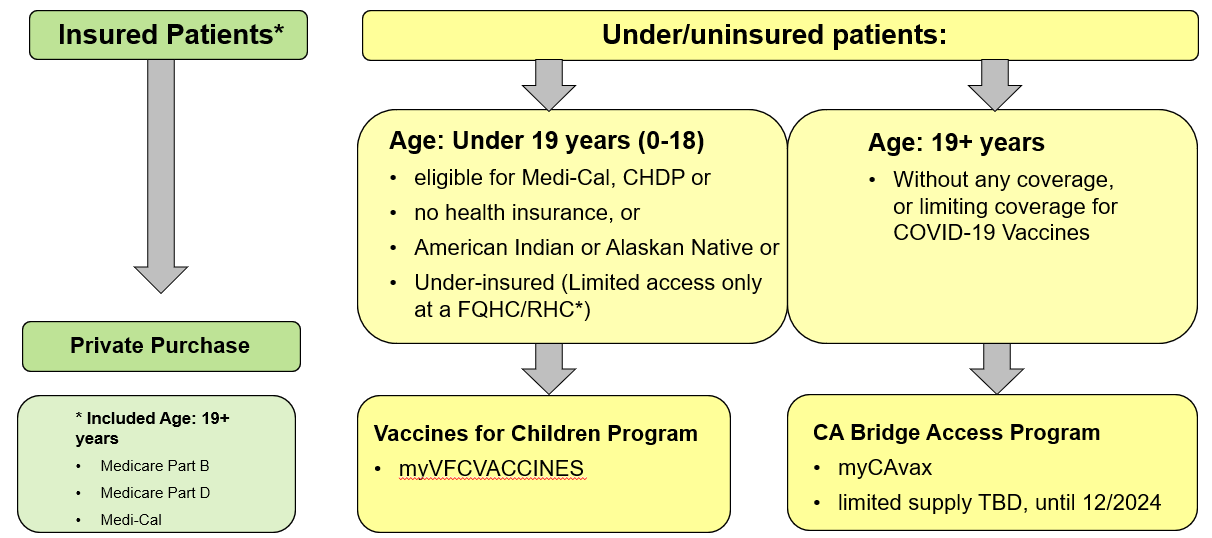 Insured Patients*
Private Purchase
* Included Age: 19+
years
• Medicare Part B
• Medicare Part D
• Medi-Cal
Under/uninsured patients:
Age: Under 19 years (0-18)
• eligible for Medi-Cal, CHDP or
• no health insurance, or
• American Indian or Alaskan Native or
• Under-insured (Limited access only
at a FQHC/RHC*)
Vaccines for Children Program
• myVFCVACCINES
Age: 19+ years
• Without any coverage,
or limiting coverage for
COVID-19 Vaccines
CA Bridge Access Program
• myCAvax
• limited supply TBD, until 12/2024